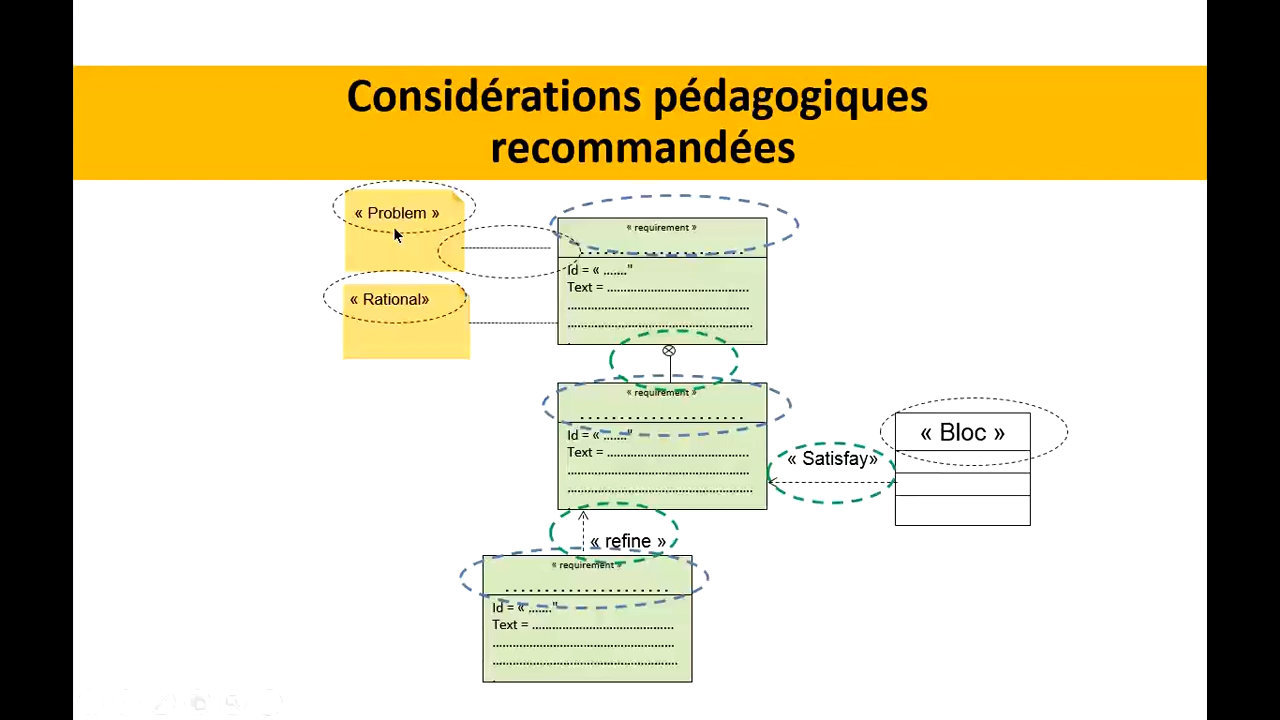 Considérations pédagogiques
recommandées
« Problem »
« Rational»
« requirement »
......................
Id = « ......."
Text = ..........................................
.....................................................
.......................................................
« requirement »
......................
Id = « ......."
Text = ..........................................
.....................................................
.......................................................
« Satisfay»
« Bloc »
« refine »
« requirement »
......................
Id = « ......."
Text = ..........................................
.....................................................
.......................................................